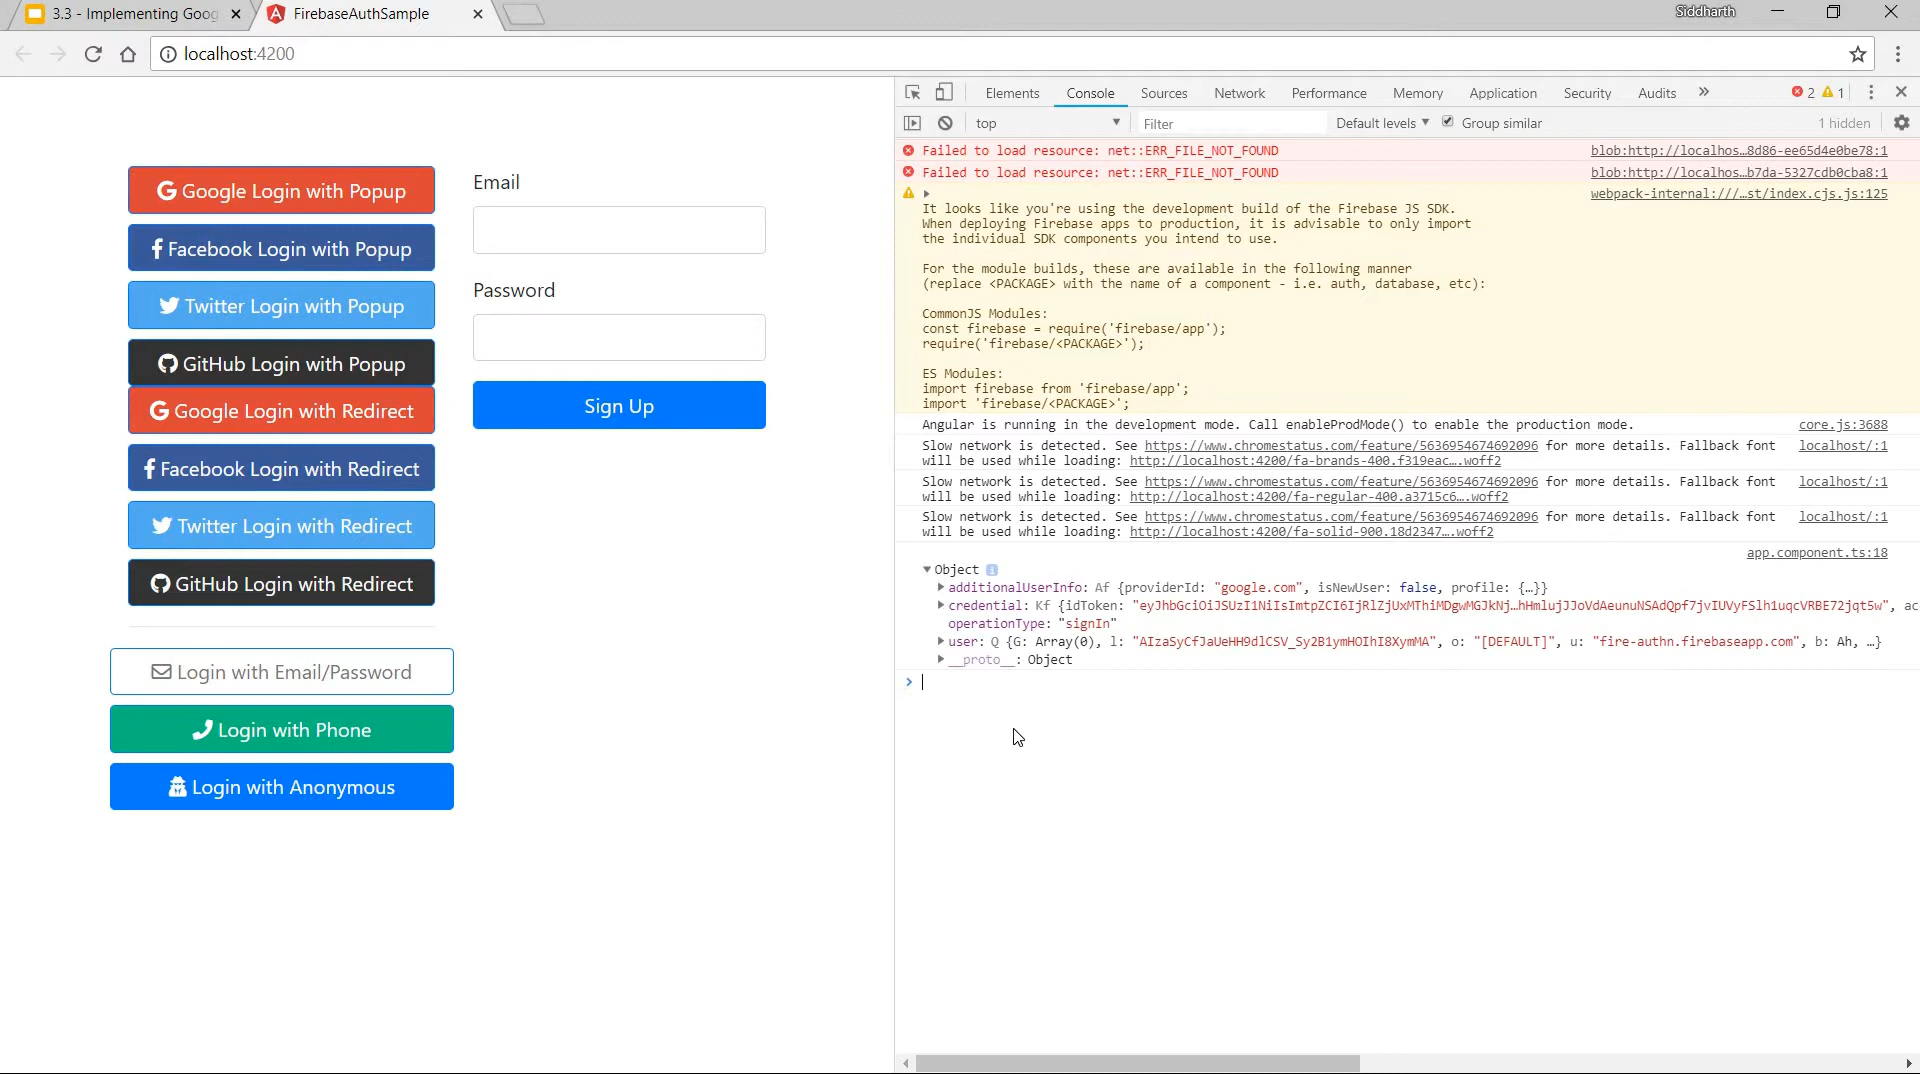 3.3 - Implementing Goog
FirebaseAuthSample
Siddharth
localhost:4200
Google Login with Popup
Facebook Login with Popup
Twitter Login with Popup
GitHub Login with Popup
Google Login with Redirect
Facebook Login with Redirect
Twitter Login with Redirect
GitHub Login with Redirect
Login with Email/Password
Login with Phone
Login with Anonymous
Email
Password
Sign Up
Elements Console Sources Network Performance Memory Application Security Audits » 2 1
top Filter Default levels Group similar 1 hidden
Failed to load resource: net::ERR_FILE_NOT_FOUND blob:http://localhos…8d86-ee65d4e0be78:1
Failed to load resource: net::ERR_FILE_NOT_FOUND blob:http://localhos…b7da-5327cdb0cba8:1
webpack-internal:///…st/index.cjs.js:125
It looks like you're using the development build of the Firebase JS SDK.
When deploying Firebase apps to production, it is advisable to only import
the individual SDK components you intend to use.
For the module builds, these are available in the following manner
(replace <PACKAGE> with the name of a component - i.e. auth, database, etc):
CommonJS Modules:
const firebase = require('firebase/app');
require('firebase/<PACKAGE>');
ES Modules:
import firebase from 'firebase/app';
import 'firebase/<PACKAGE>';
Angular is running in the development mode. Call enableProdMode() to enable the production mode. core.js:3688
Slow network is detected. See https://www.chromestatus.com/feature/5636954674692096 for more details. Fallback font localhost/:1
will be used while loading: http://localhost:4200/fa-brands-400.f319eac….woff2
Slow network is detected. See https://www.chromestatus.com/feature/5636954674692096 for more details. Fallback font localhost/:1
will be used while loading: http://localhost:4200/fa-regular-400.a3715c6….woff2
Slow network is detected. See https://www.chromestatus.com/feature/5636954674692096 for more details. Fallback font localhost/:1
will be used while loading: http://localhost:4200/fa-solid-900.18d2347….woff2
app.component.ts:18
Object i
additionalUserInfo: Af {providerId: "google.com", isNewUser: false, profile: {…}}
credential: Kf {idToken: "eyJhbGciOiJSUzI1NiIsImtpZCI6IjRlZjUxMThiMDgwMGJkNj…hHmlujJJoVdAeunuNSAdQpf7jvIUVyFSlh1uqcVRBE72jqt5w", ac
operationType: "signIn"
user: Q {G: Array(0), l: "AIzaSyCfJaUeHH9dlCSV_Sy2B1ymHOIhI8XymMA", o: "[DEFAULT]", u: "fire-authn.firebaseapp.com", b: Ah, …}
__proto__: Object